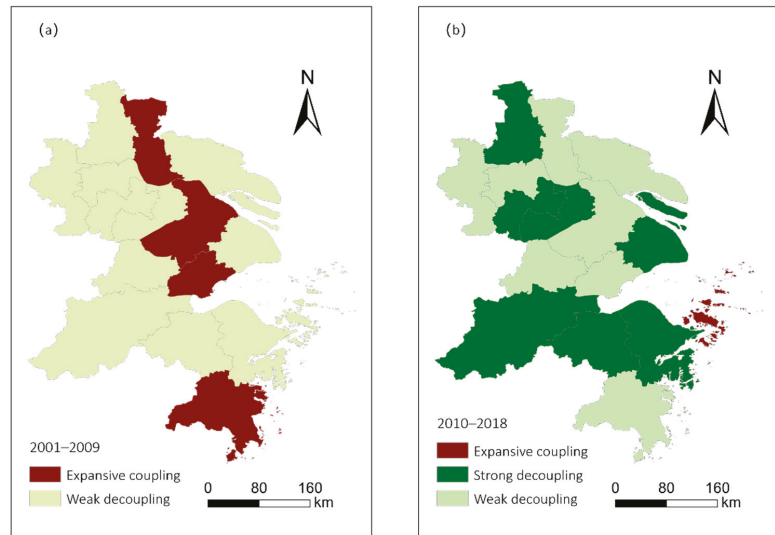 (a)
N
2001–2009
Expansive coupling
Weak decoupling
0 80 160
km
(b)
N
2010–2018
Expansive coupling
Strong decoupling
Weak decoupling
0 80 160
km